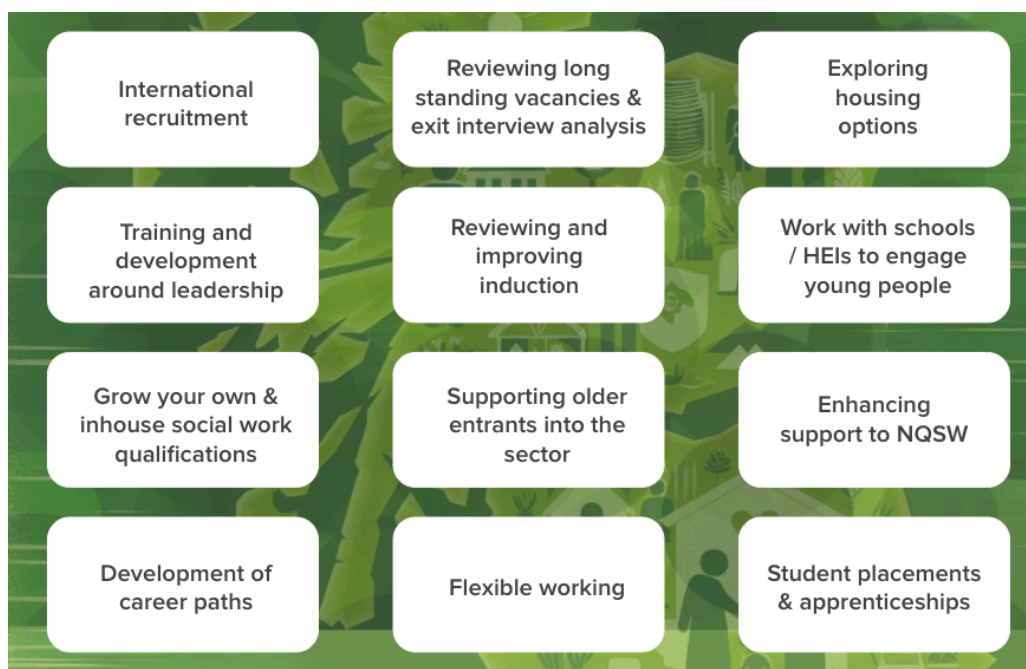 International
recruitment
Reviewing long
standing vacancies &
exit interview analysis
Exploring
housing
options
Training and
development
around leadership
Reviewing and
improving
induction
Work with schools
/ HEIs to engage
young people
Grow your own &
inhouse social work
qualifications
Supporting older
entrants into the
sector
Enhancing
support to NQSW
Development of
career paths
Flexible working
Student placements
& apprenticeships